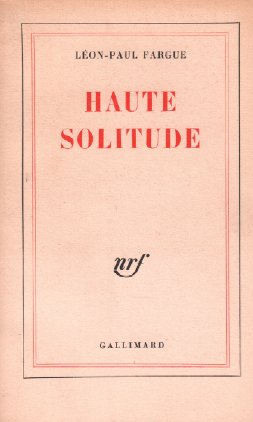 LÉON-PAUL FARGUE
HAUTE
SOLITUDE
nrf
GALLIMARD